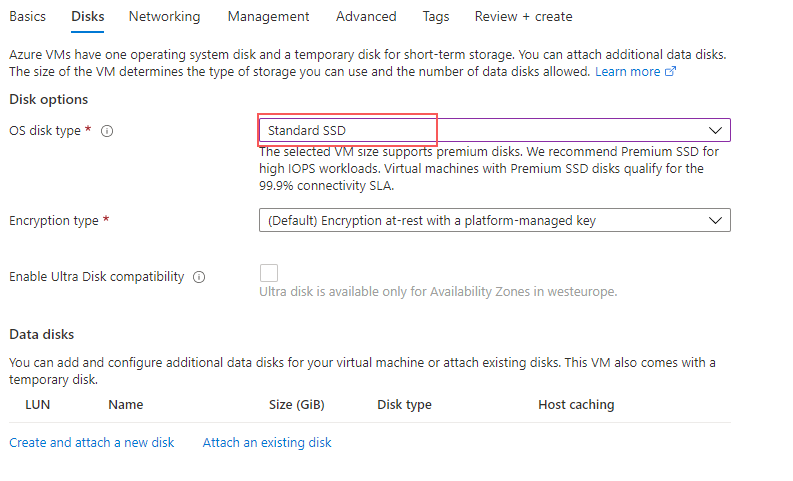 Basics Disks Networking Management Advanced Tags Review + create
Azure VMs have one operating system disk and a temporary disk for short-term storage. You can attach additional data disks.
The size of the VM determines the type of storage you can use and the number of data disks allowed. Learn more
Disk options
OS disk type *
Standard SSD
The selected VM size supports premium disks. We recommend Premium SSD for
high IOPS workloads. Virtual machines with Premium SSD disks qualify for the
99.9% connectivity SLA.
Encryption type *
(Default) Encryption at-rest with a platform-managed key
Enable Ultra Disk compatibility
Ultra disk is available only for Availability Zones in westeurope.
Data disks
You can add and configure additional data disks for your virtual machine or attach existing disks. This VM also comes with a
temporary disk.
LUN Name Size (GiB) Disk type Host caching
Create and attach a new disk Attach an existing disk